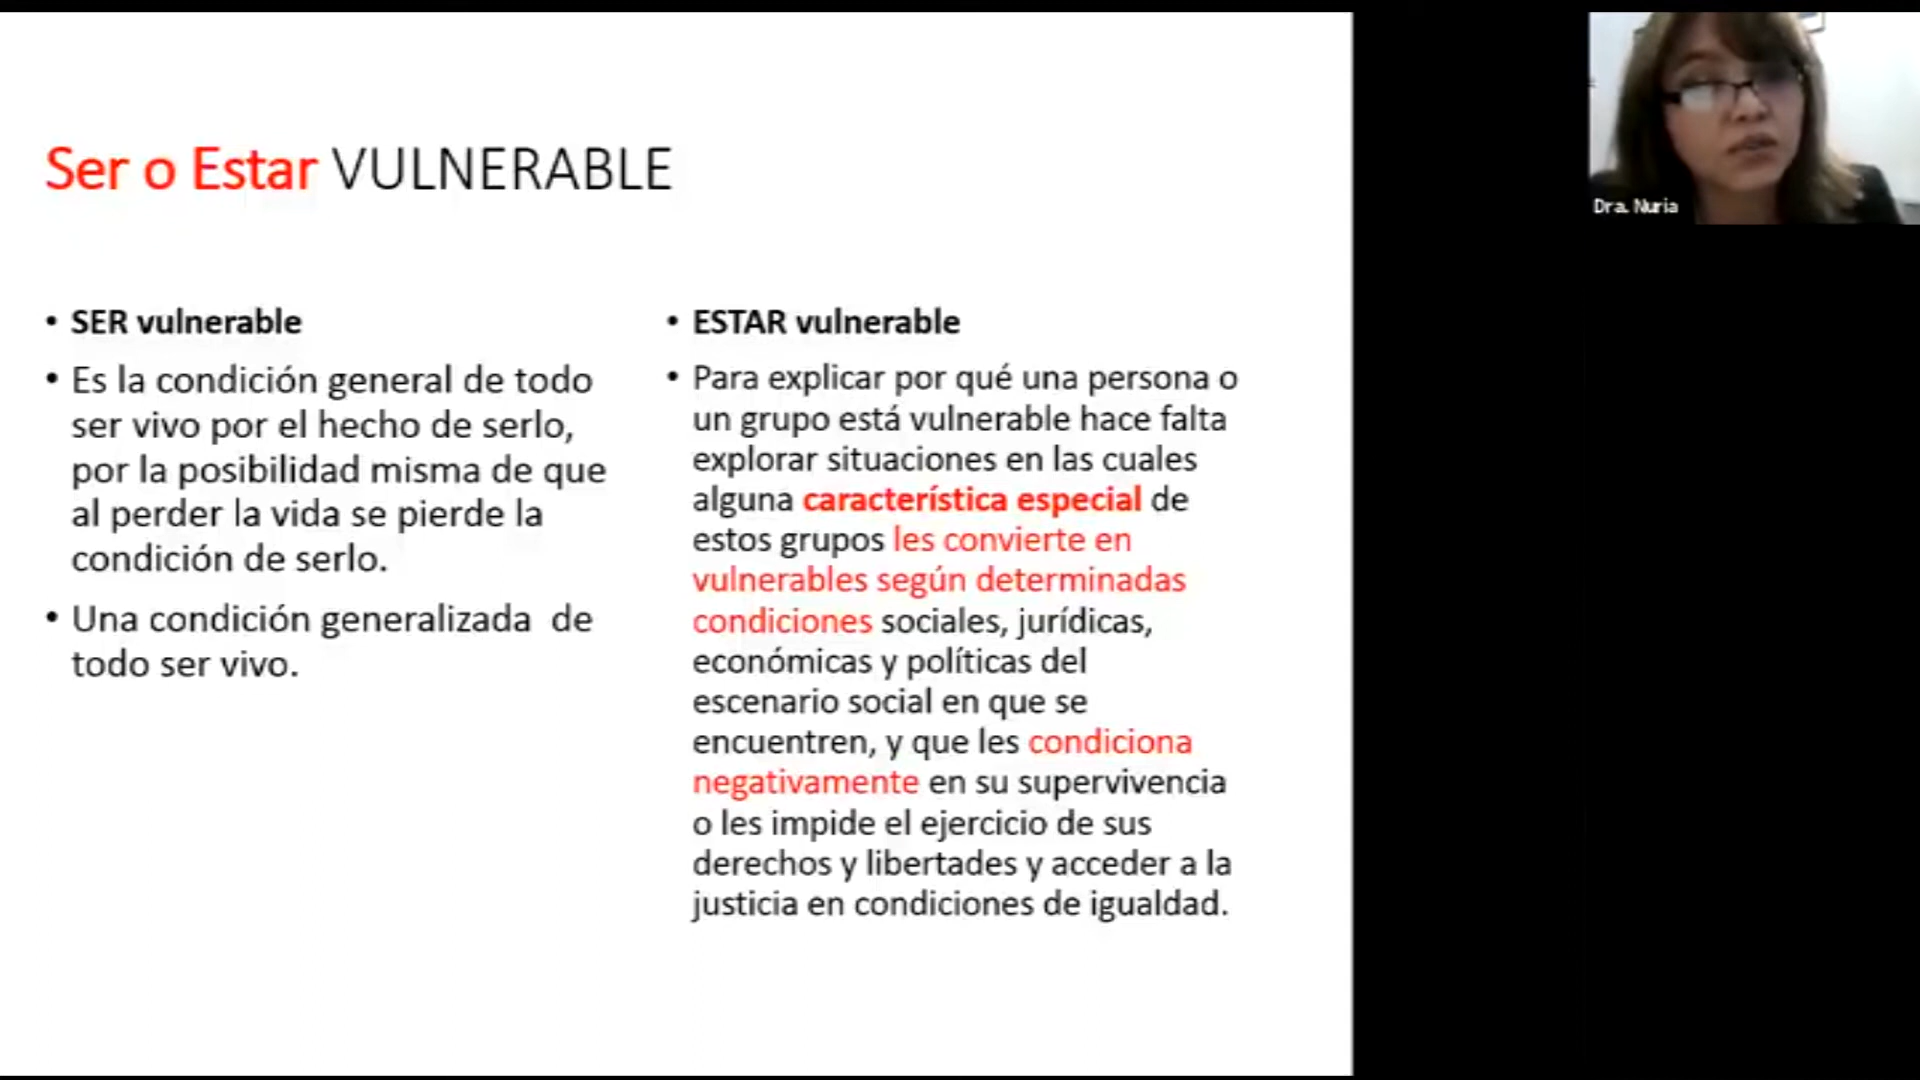 Ser o Estar VULNERABLE
• SER vulnerable
• Es la condición general de todo
ser vivo por el hecho de serlo,
por la posibilidad misma de que
al perder la vida se pierde la
condición de serlo.
• Una condición generalizada de
todo ser vivo.
• ESTAR vulnerable
• Para explicar por qué una persona o
un grupo está vulnerable hace falta
explorar situaciones en las cuales
alguna característica especial de
estos grupos les convierte en
vulnerables según determinadas
condiciones sociales, jurídicas,
económicas y políticas del
escenario social en que se
encuentren, y que les condiciona
negativamente en su supervivencia
o les impide el ejercicio de sus
derechos y libertades y acceder a la
justicia en condiciones de igualdad.
Dra. Nuria